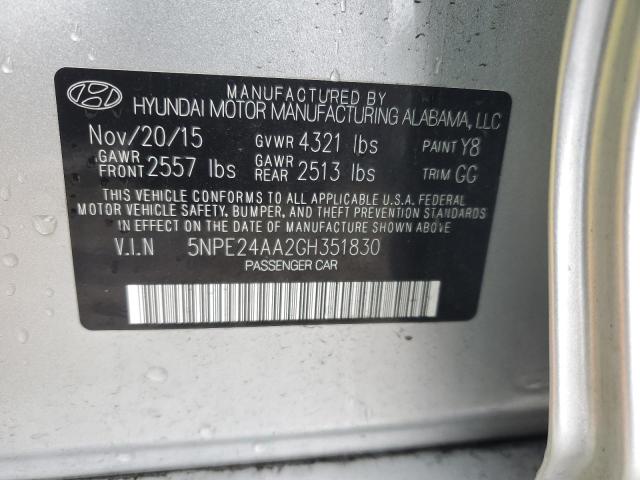 MANUFACTURED BY
HYUNDAI MOTOR MANUFACTURING ALABAMA, LLC
Nov/20/15 GVWR 4321 lbs PAINT Y8
GAWR FRONT 2557 lbs GAWR REAR 2513 lbs TRIM GG
THIS VEHICLE CONFORMS TO ALL APPLICABLE U.S.A. FEDERAL
MOTOR VEHICLE SAFETY, BUMPER, AND THEFT PREVENTION
STANDARDS IN EFFECT ON THE DATE OF MANUFACTURE SHOWN ABOVE.
V.I.N 5NPE24AA2GH351830
PASSENGER CAR